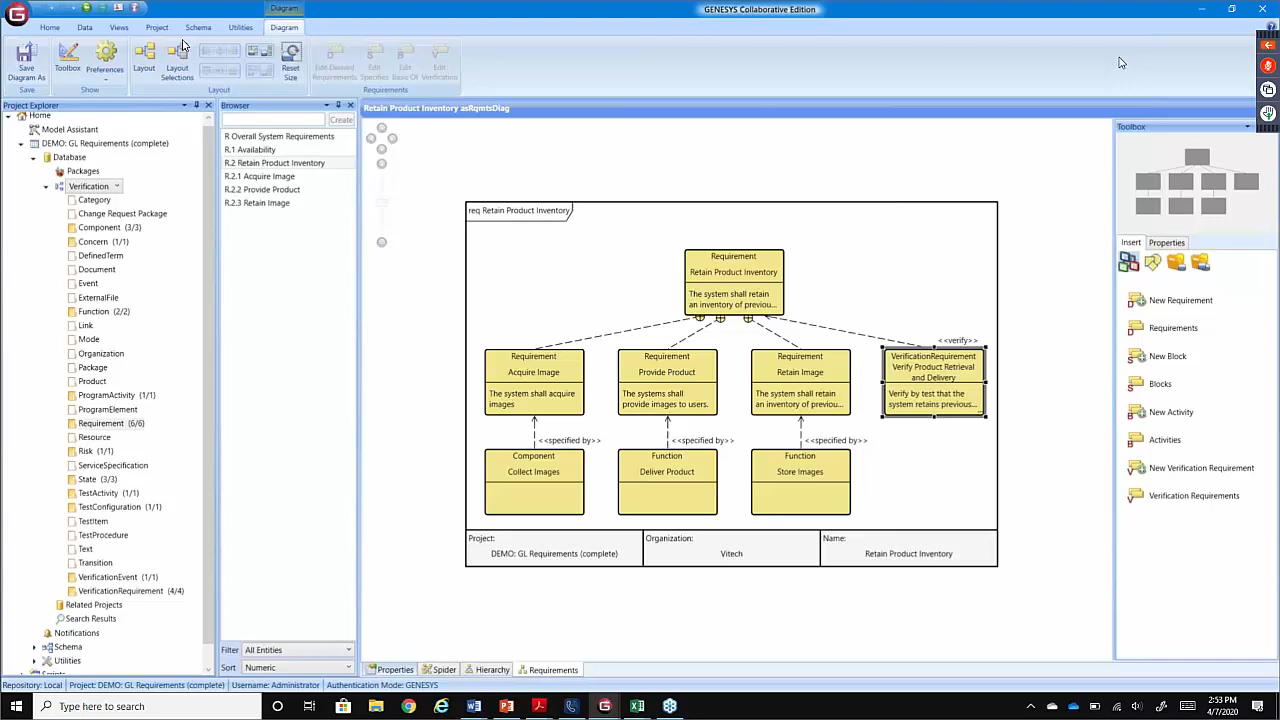 Diagram
GENESYS Collaborative Edition
Home Data Views Project Schema Utilities Diagram
Save Diagram As
Toolbox
Preferences
Layout
Layout Selections
Reset Size
Edit Derived Requirements
Edit Specifies
Edit Basic Of
Edit Verification
Save Show Layout Requirements
Project Explorer
Home
Model Assistant
DEMO: GL Requirements (complete)
Database
Packages
Verification
Category
Change Request Package
Component (3/3)
Concern (1/1)
DefinedTerm
Document
Event
ExternalFile
Function (2/2)
Link
Mode
Organization
Package
Product
ProgramActivity (1/1)
ProgramElement
Requirement (6/6)
Resource
Risk (1/1)
ServiceSpecification
State (3/3)
TestActivity (1/1)
TestConfiguration (1/1)
TestItem
TestProcedure
Text
Transition
VerificationEvent (1/1)
VerificationRequirement (4/4)
Related Projects
Search Results
Notifications
Schema
Utilities
Browser
Create
R Overall System Requirements
R.1 Availability
R.2 Retain Product Inventory
R.2.1 Acquire Image
R.2.2 Provide Product
R.2.3 Retain Image
Filter All Entities
Sort Numeric
Retain Product Inventory asRqmtsDiag
req Retain Product Inventory
Requirement
Retain Product Inventory
The system shall retain
an inventory of previou...
<<verify>>
Requirement
Acquire Image
The system shall acquire
images
Requirement
Provide Product
The systems shall
provide images to users.
Requirement
Retain Image
The system shall retain
an inventory of previou...
VerificationRequirement
Verify Product Retrieval
and Delivery
Verify by test that the
system retains previous...
<<specified by>> <<specified by>> <<specified by>>
Component
Collect Images
Function
Deliver Product
Function
Store Images
Project:
DEMO: GL Requirements (complete)
Organization:
Vitech
Name:
Retain Product Inventory
Properties Spider Hierarchy Requirements
Toolbox
Insert Properties
New Requirement
Requirements
New Block
Blocks
New Activity
Activities
New Verification Requirement
Verification Requirements
Repository: Local Project: DEMO: GL Requirements (complete) Username: Administrator Authentication Mode: GENESYS
Type here to search
2:53 PM
4/7/2020